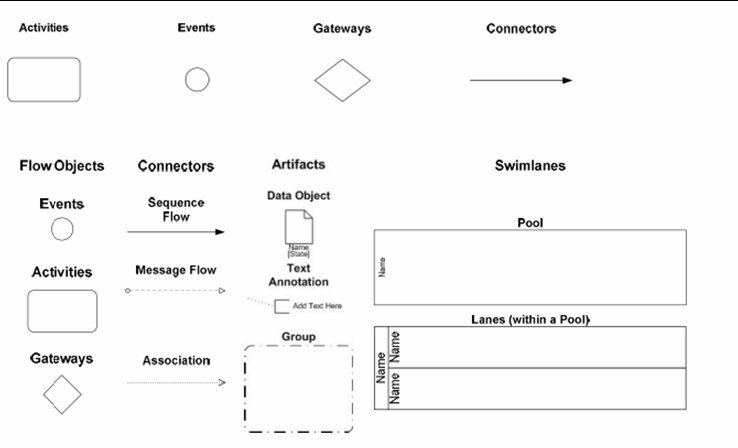 Activities
Events
Gateways
Connectors
Flow Objects
Connectors
Artifacts
Swimlanes
Events
Activities
Gateways
Sequence
Flow
Message Flow
Association
Data Object
Name
[State]
Text
Annotation
Add Text Here
Group
Pool
Name
Lanes (within a Pool)
Name
Name
Name